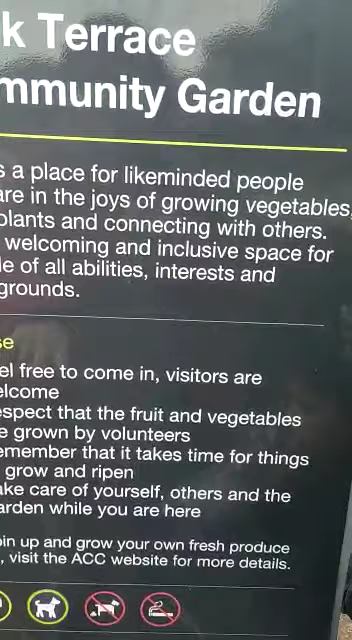 k Terrace
mmunity Garden
s a place for likeminded people
are in the joys of growing vegetables,
plants and connecting with others.
welcoming and inclusive space for
le of all abilities, interests and
grounds.
se
el free to come in, visitors are
elcome
espect that the fruit and vegetables
e grown by volunteers
emember that it takes time for things
grow and ripen
ake care of yourself, others and the
arden while you are here
oin up and grow your own fresh produce
, visit the ACC website for more details.